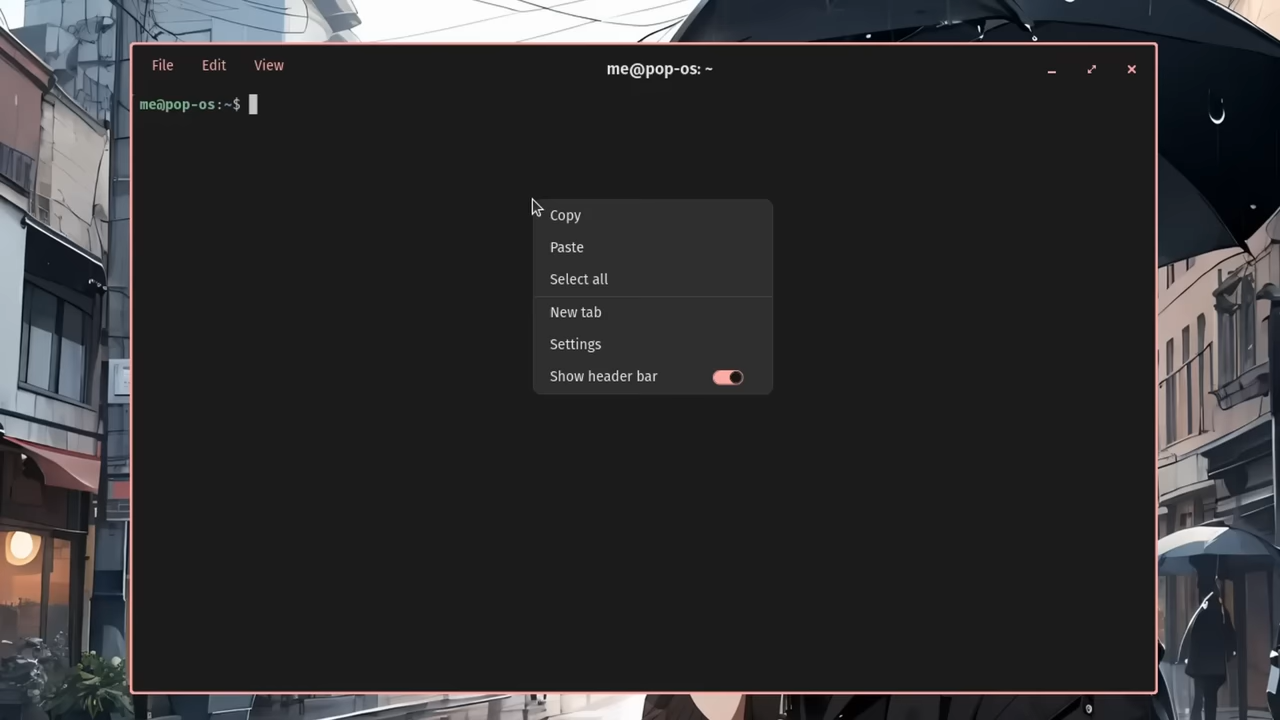 File Edit View me@pop-os: ~
me@pop-os:~$
Copy
Paste
Select all
New tab
Settings
Show header bar